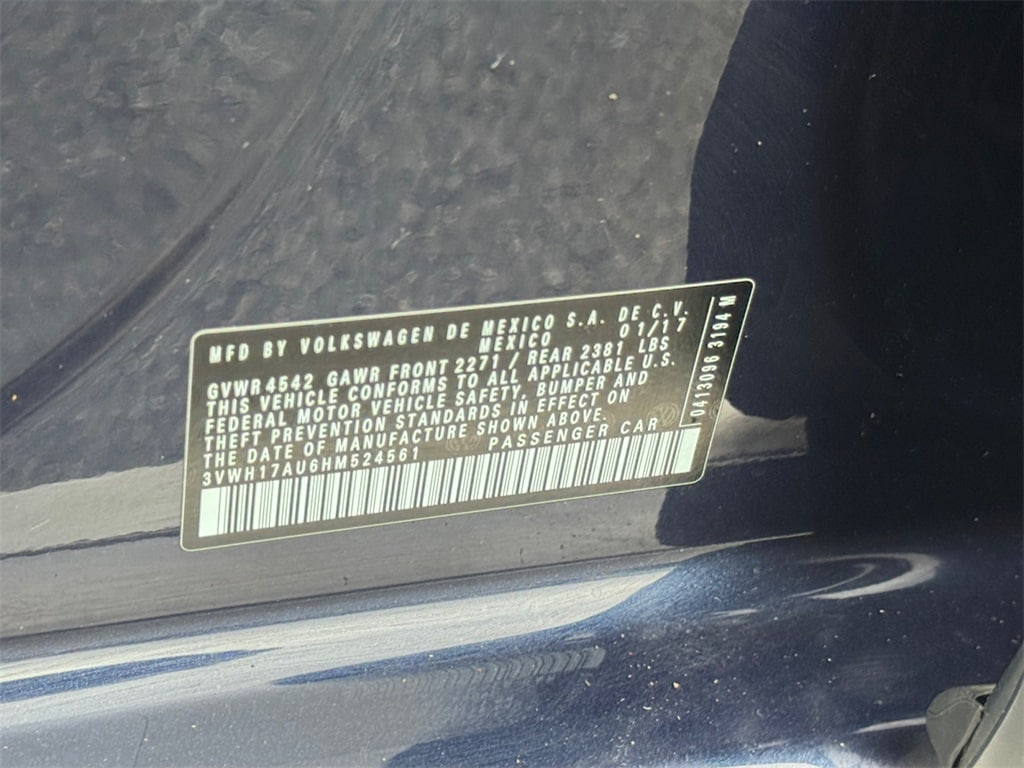 MFD BY VOLKSWAGEN DE MEXICO S.A. DE C.V.
MEXICO 01/17
GVWR 4542 GAWR FRONT 2271 / REAR 2381 LBS
THIS VEHICLE CONFORMS TO ALL APPLICABLE U.S.
FEDERAL MOTOR VEHICLE SAFETY, BUMPER AND
THEFT PREVENTION STANDARDS IN EFFECT ON
THE DATE OF MANUFACTURE SHOWN ABOVE.
3VWH17AU6HM524561 PASSENGER CAR
0413096 3194 M